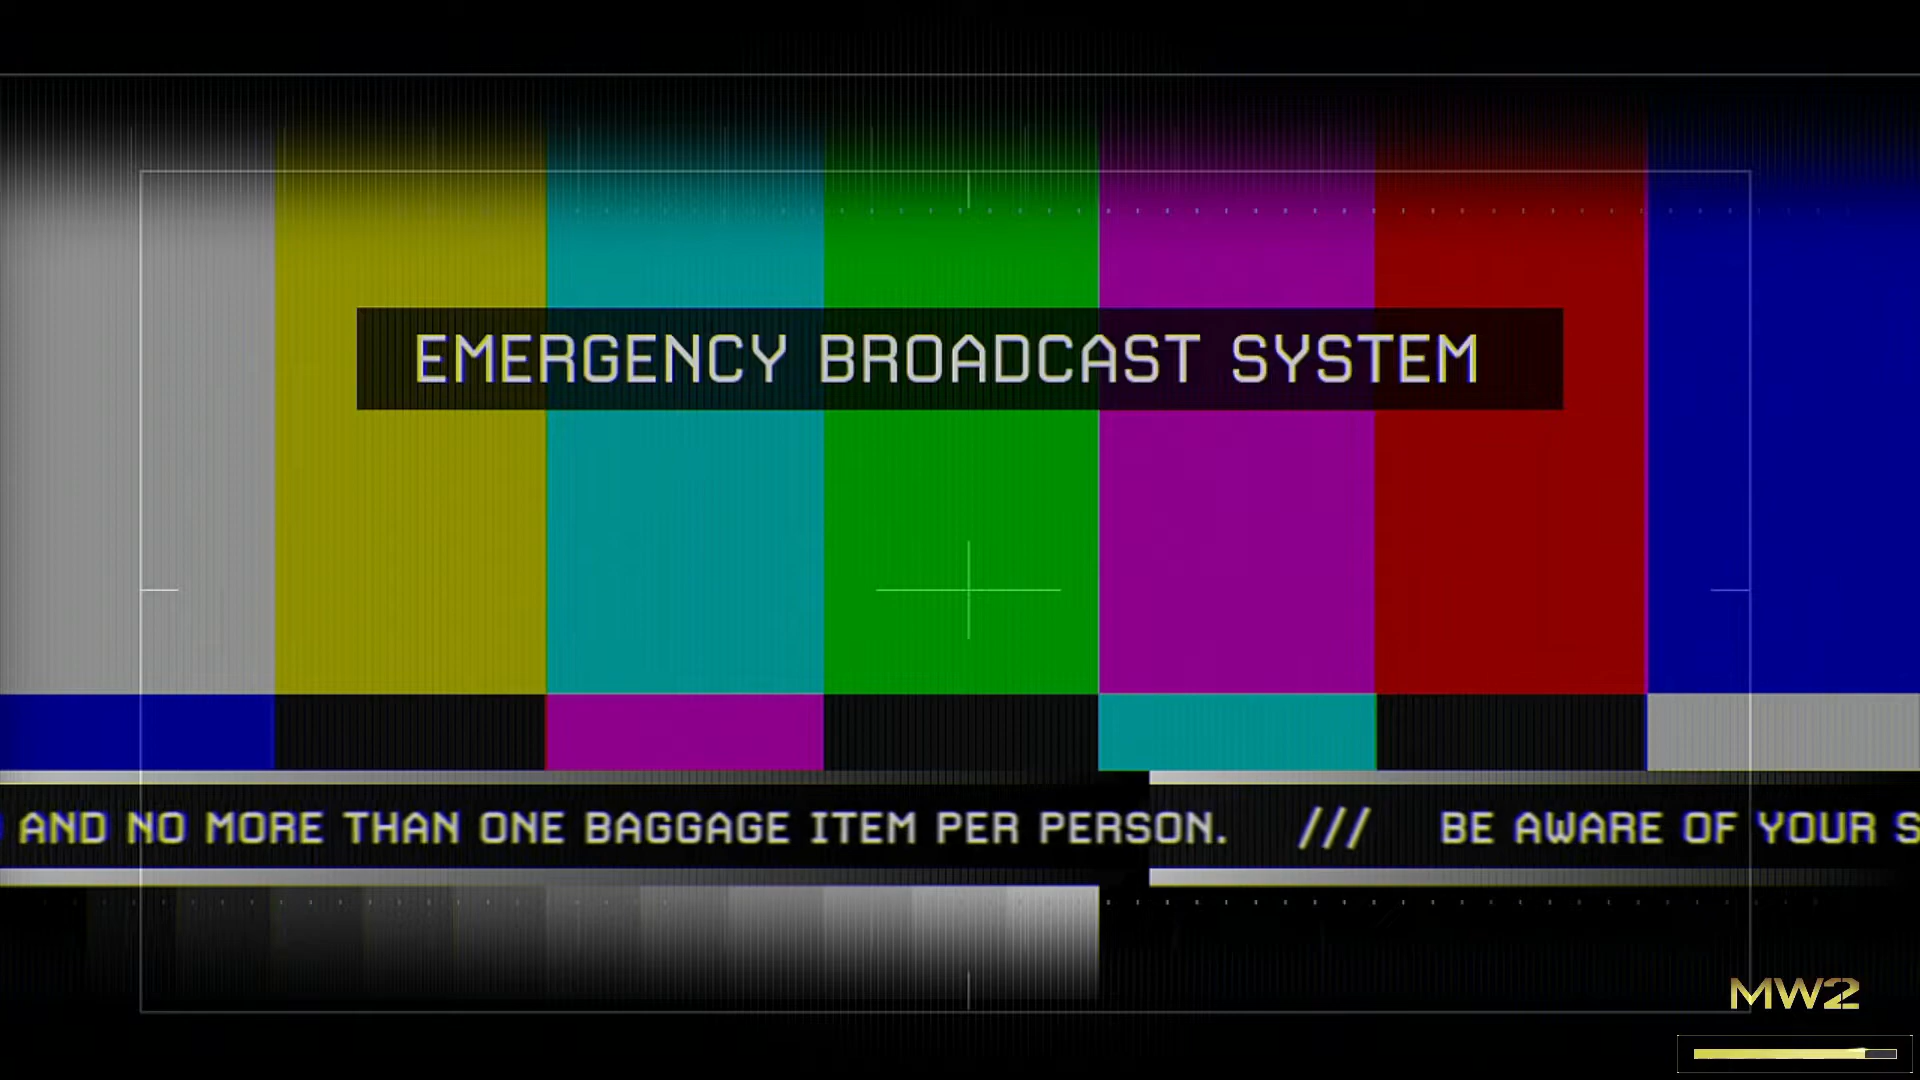 EMERGENCY BROADCAST SYSTEM
AND NO MORE THAN ONE BAGGAGE ITEM PER PERSON. /// BE AWARE OF YOUR S
MW2